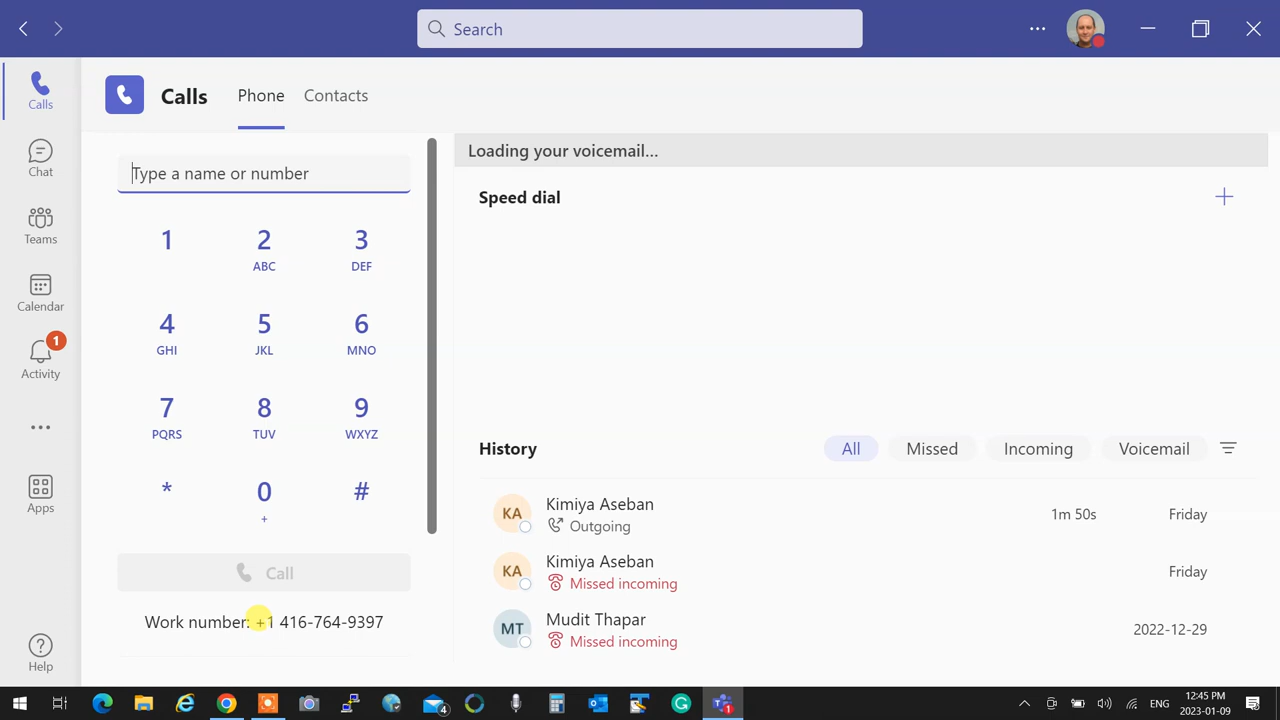 Search
Calls
Phone
Contacts
Calls
Chat
Teams
Calendar
1
Activity
Apps
Help
Type a name or number
1
2
3
ABC
DEF
4
5
6
GHI
JKL
MNO
7
8
9
PQRS
TUV
WXYZ
*
0
#
+
Call
Work number: +1 416-764-9397
Loading your voicemail...
Speed dial
History
All
Missed
Incoming
Voicemail
KA
Kimiya Aseban
Outgoing
1m 50s
Friday
KA
Kimiya Aseban
Missed incoming
Friday
MT
Mudit Thapar
Missed incoming
2022-12-29
4
1
ENG
12:45 PM
2023-01-09